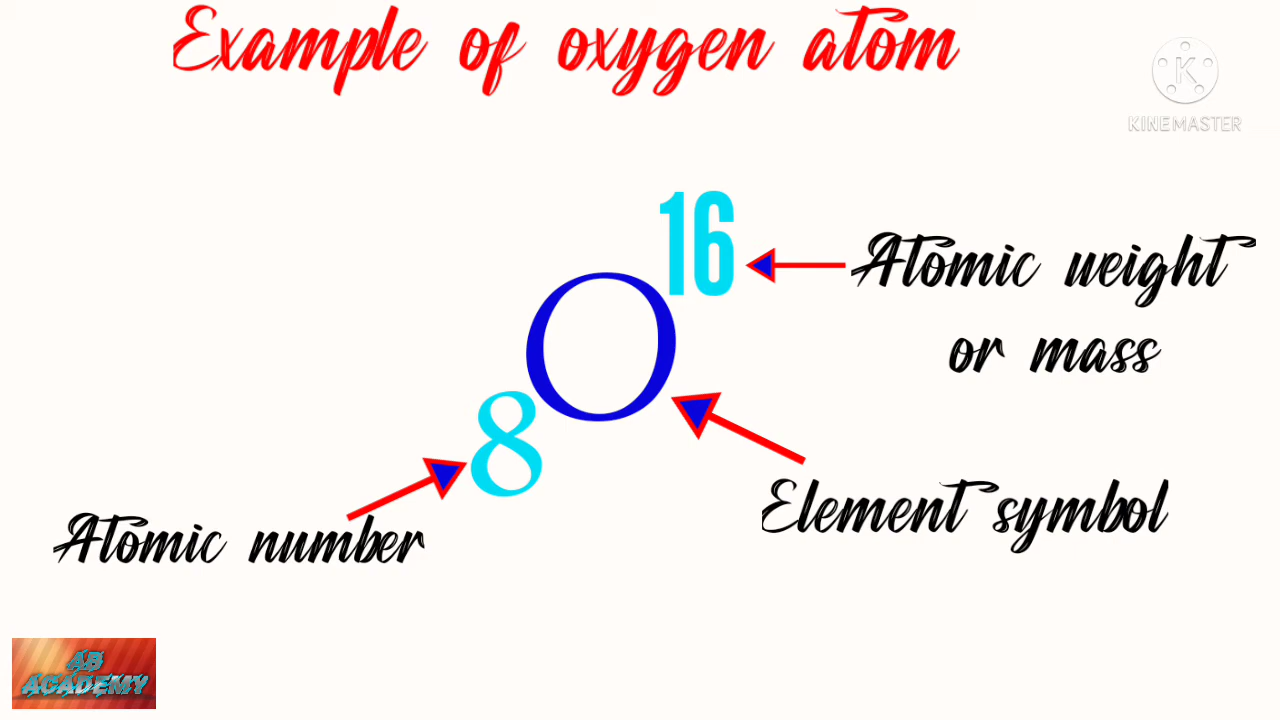 Example of oxygen atom
KINEMASTER
16
Atomic weight
or mass
O
8
Element symbol
Atomic number
AB
ACADEMY